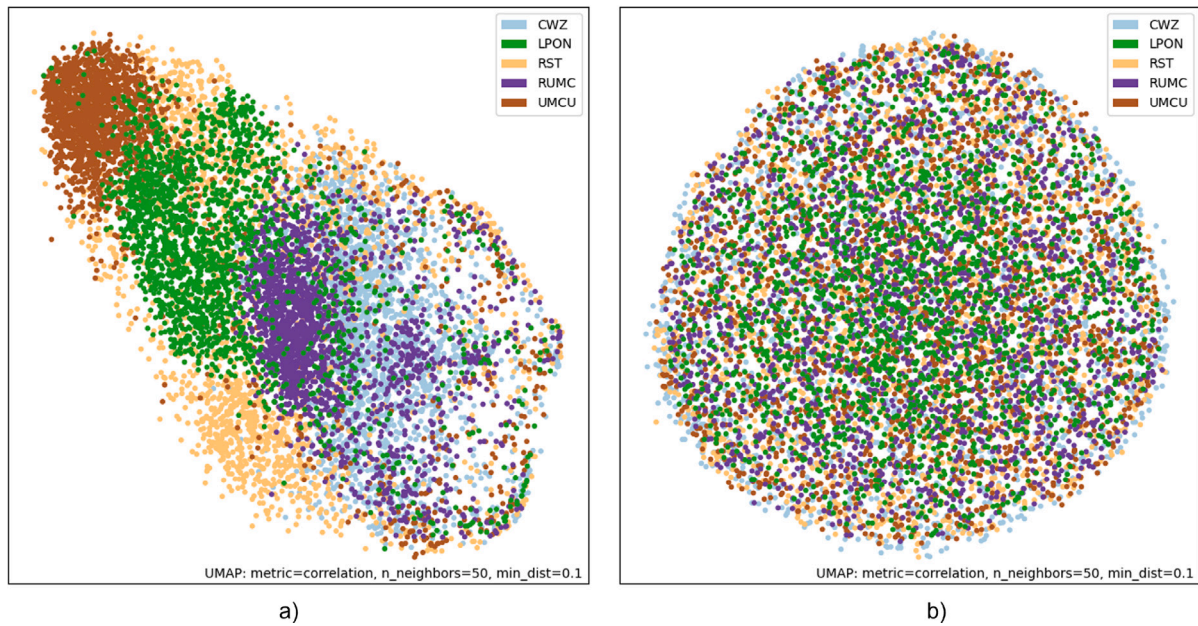 CWZ
LPON
RST
RUMC
UMCU
UMAP: metric=correlation, n_neighbors=50, min_dist=0.1
a)
CWZ
LPON
RST
RUMC
UMCU
UMAP: metric=correlation, n_neighbors=50, min_dist=0.1
b)